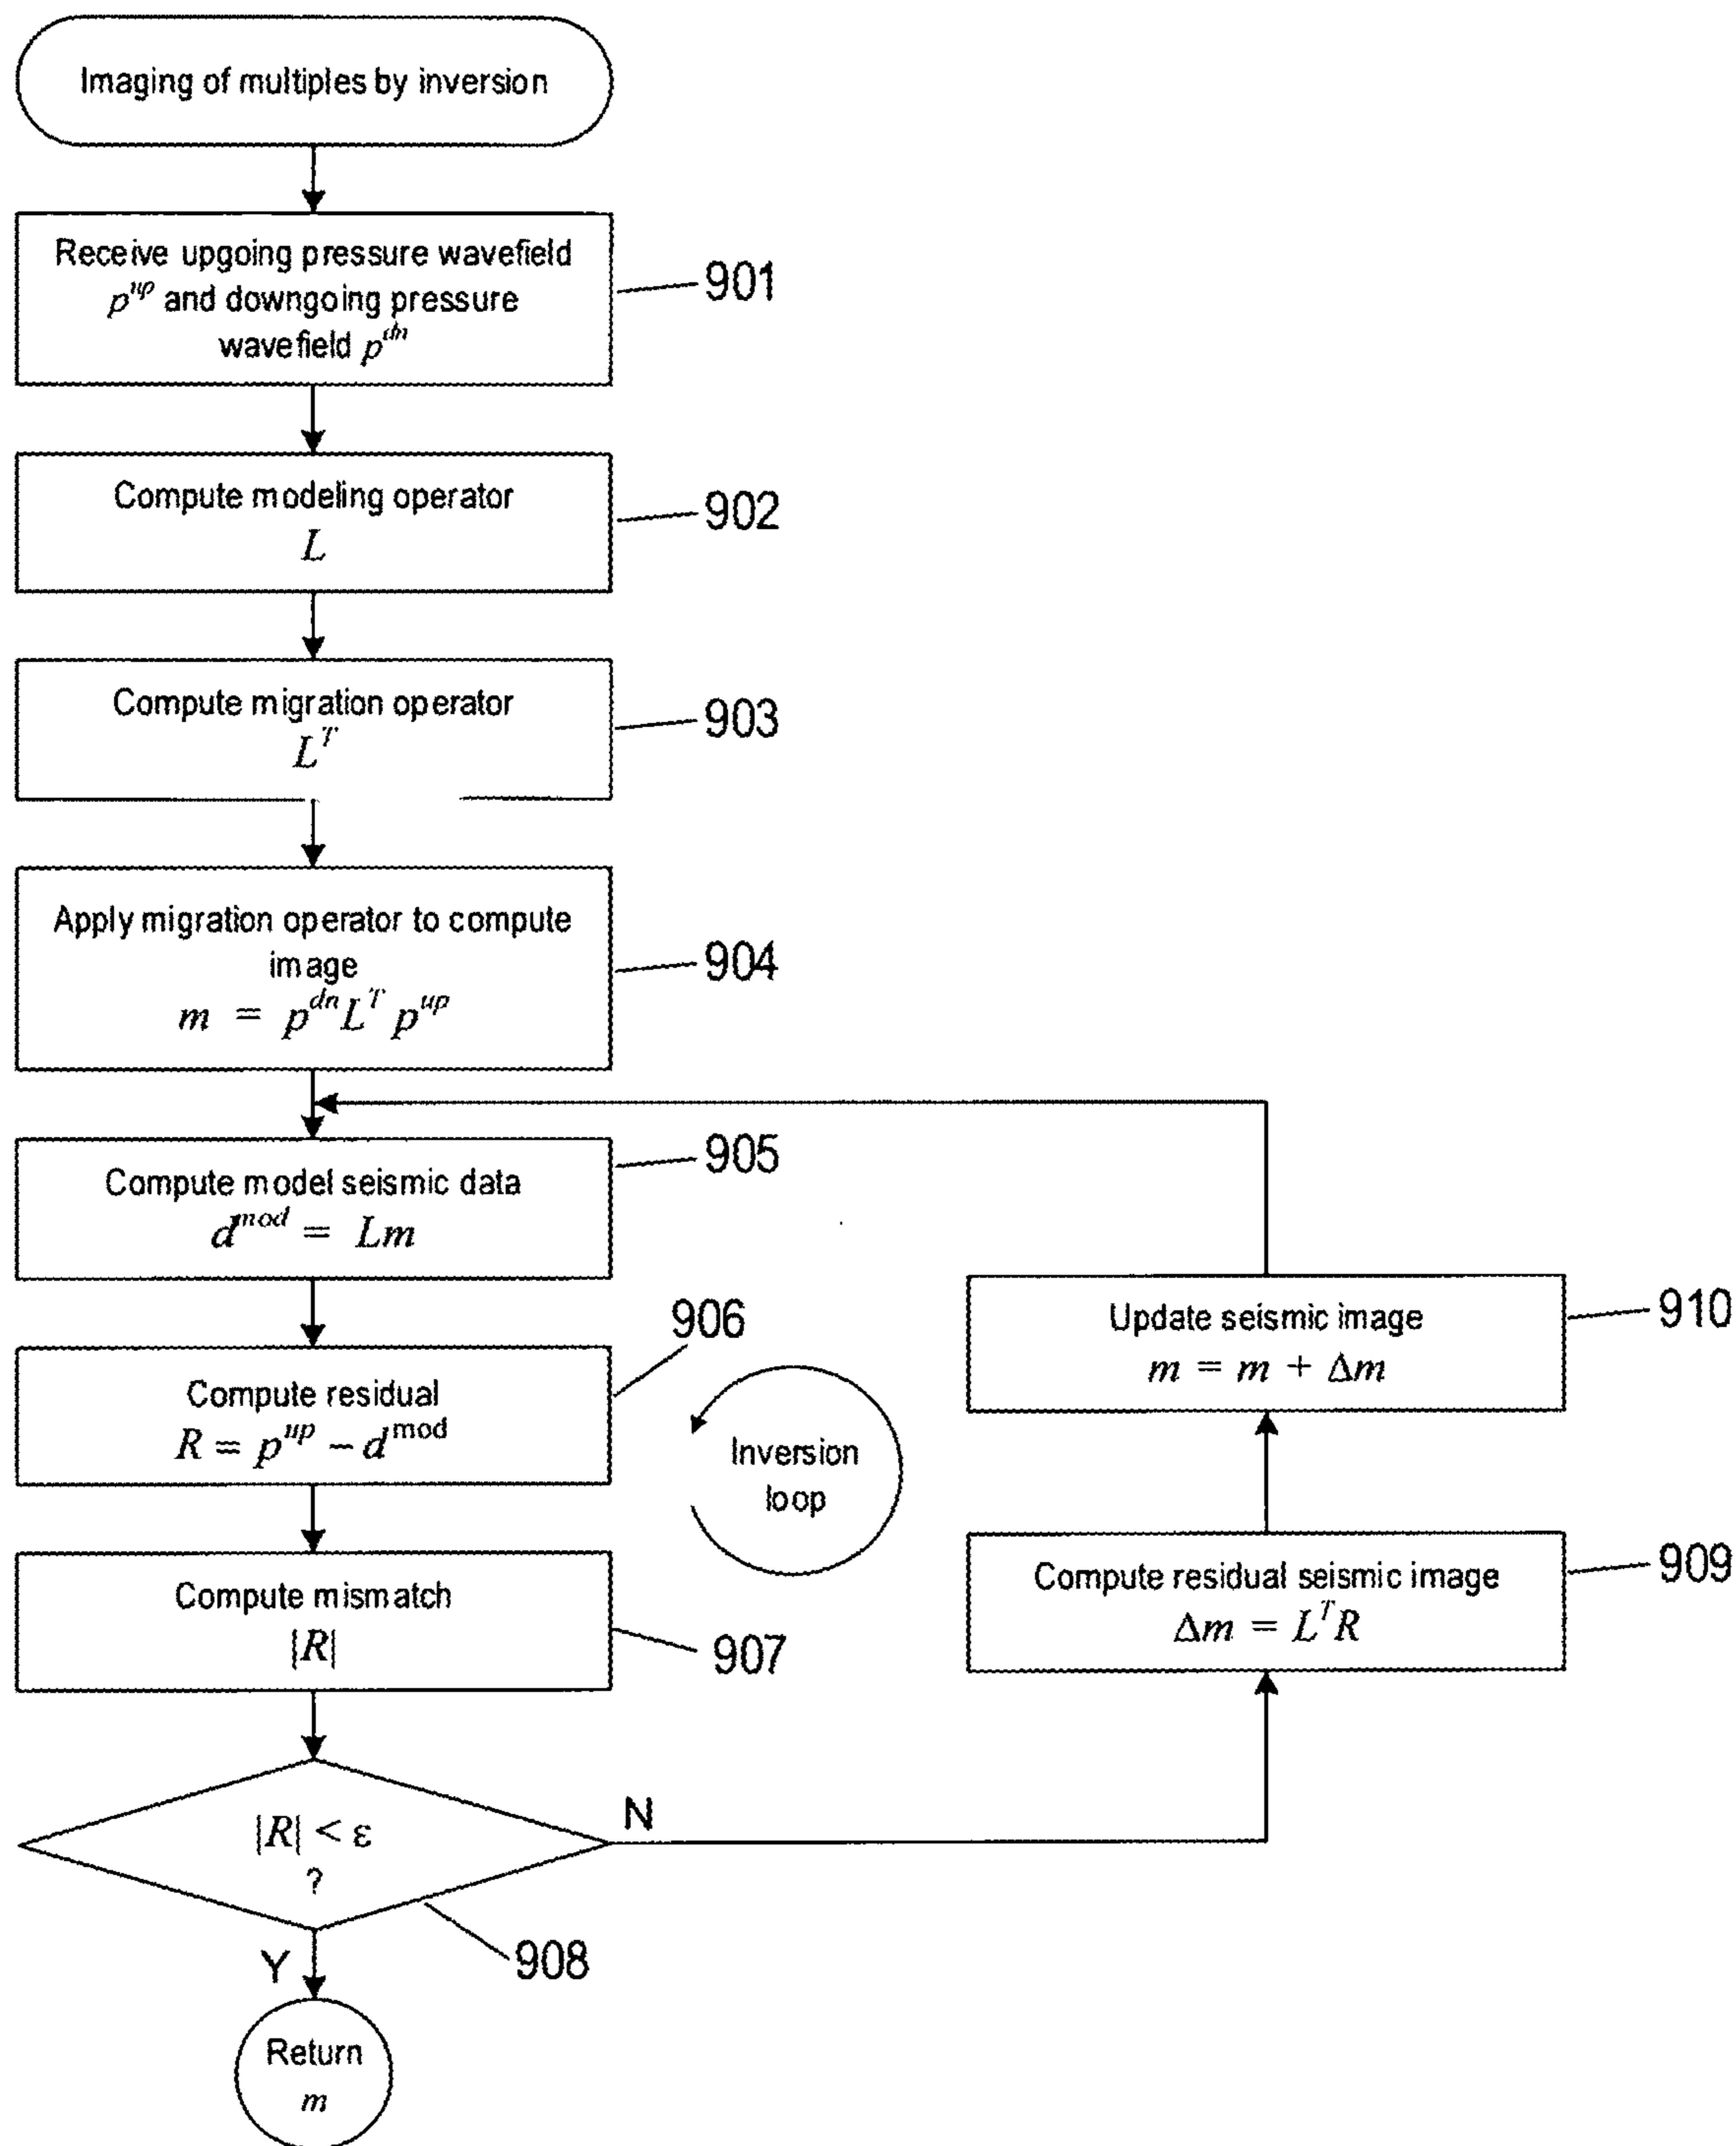 Imaging of multiples by inversion
Receive upgoing pressure wavefield
p^up and downgoing pressure
wavefield p^dn
901
Compute modeling operator
L
902
Compute migration operator
L^T
903
Apply migration operator to compute
image
m = p^dn L^T p^up
904
Compute model seismic data
d^mod = Lm
905
Compute residual
R = p^up – d^mod
906
Inversion
loop
Compute mismatch
|R|
907
|R| < ε
?
908
N
Y
Return
m
Compute residual seismic image
Δm = L^T R
909
Update seismic image
m = m + Δm
910